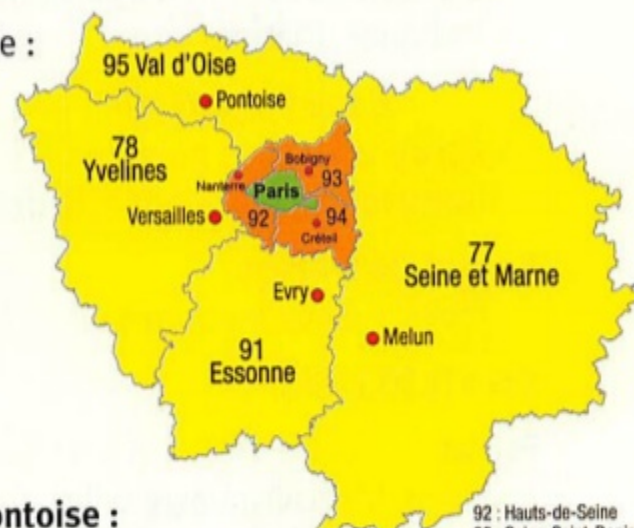 e :
95 Val d'Oise
Pontoise
78
Yvelines
Bobigny
93
Nanterre
Paris
Versailles
92
94
Créteil
77
Seine et Marne
Evry
Melun
91
Essonne
ontoise :
92 : Hauts-de-Seine